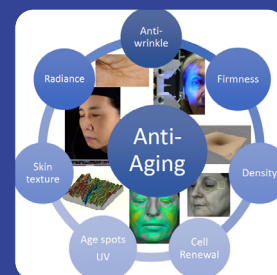 Anti-
wrinkle
Firmness
Density
Cell
Renewal
Age spots
UV
Skin
texture
Radiance
Anti-
Aging